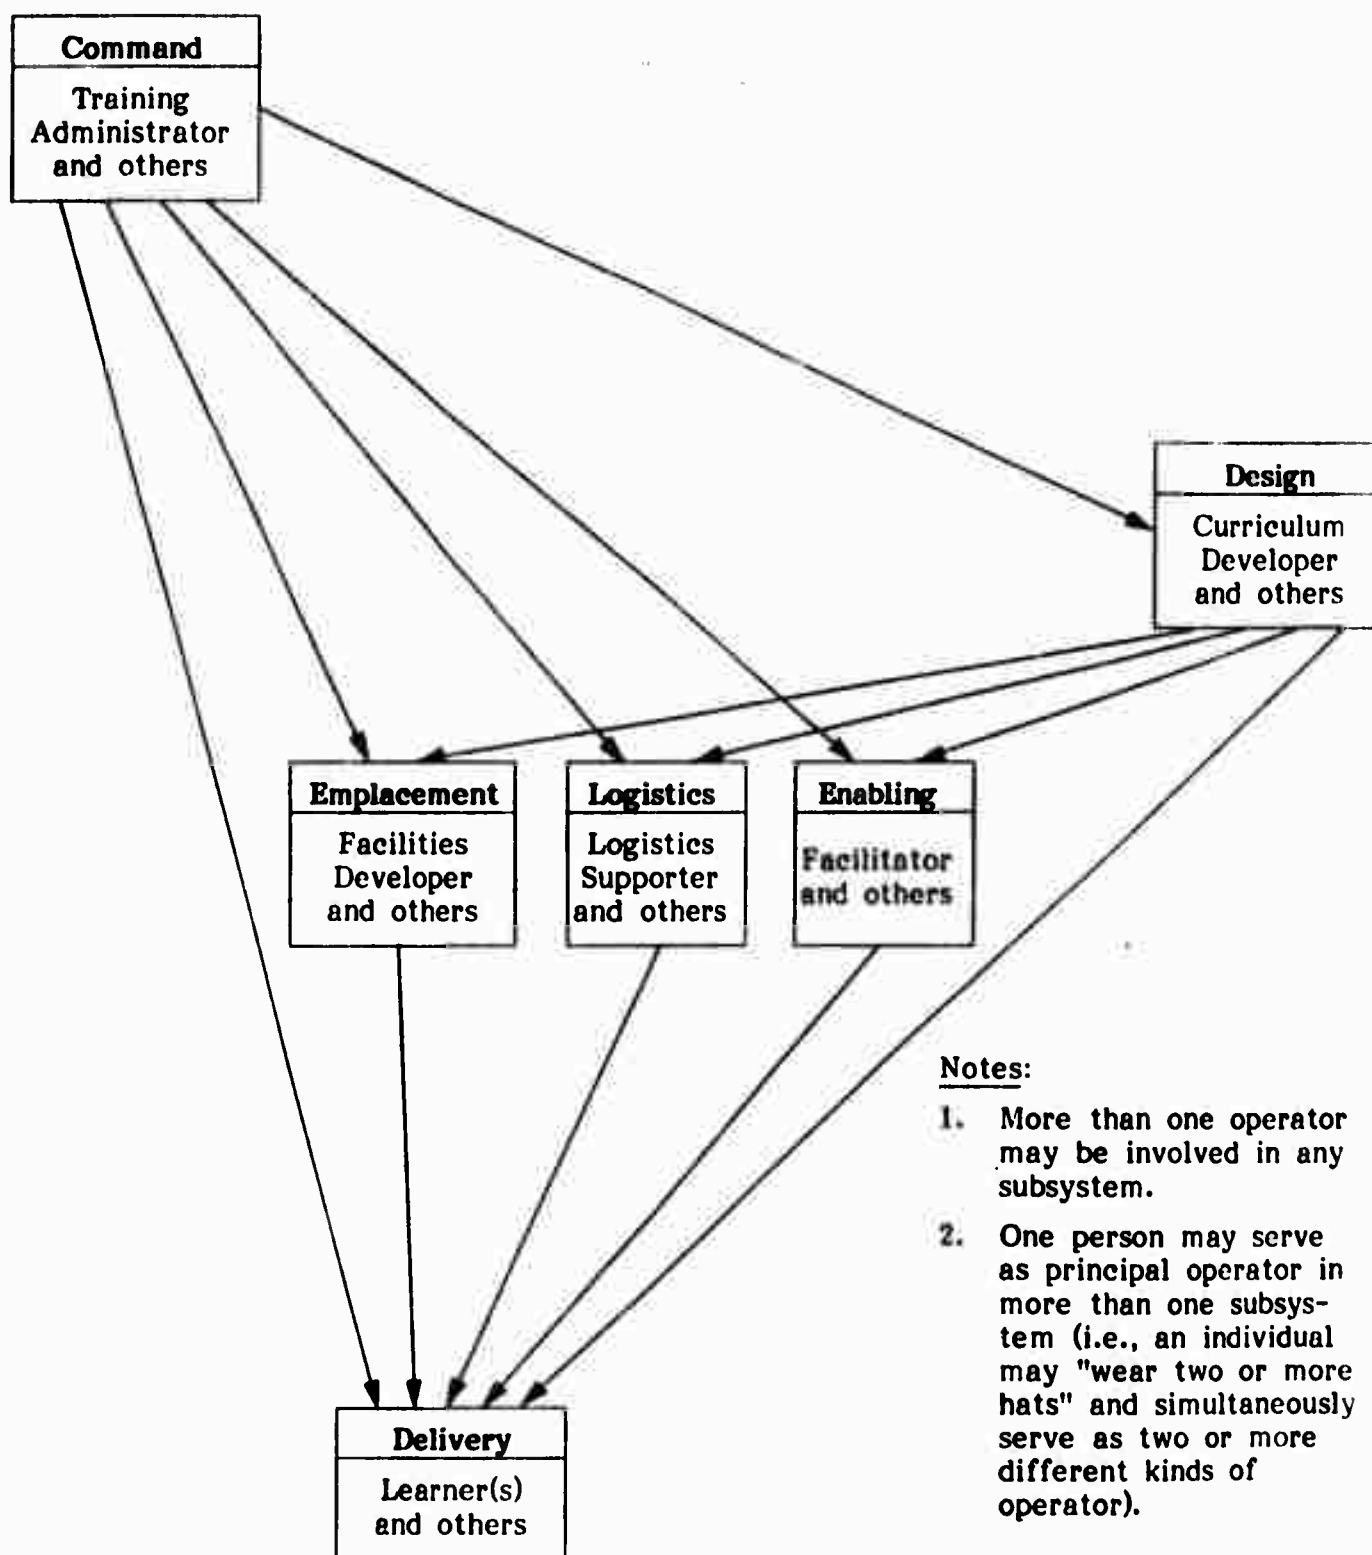 Command
Training
Administrator
and others
Design
Curriculum
Developer
and others
Emplacement
Facilities
Developer
and others
Logistics
Logistics
Supporter
and others
Enabling
Facilitator
and others
Delivery
Learner(s)
and others
Notes:
1. More than one operator
may be involved in any
subsystem.
2. One person may serve
as principal operator in
more than one subsys-
tem (i.e., an individual
may "wear two or more
hats" and simultaneously
serve as two or more
different kinds of
operator).